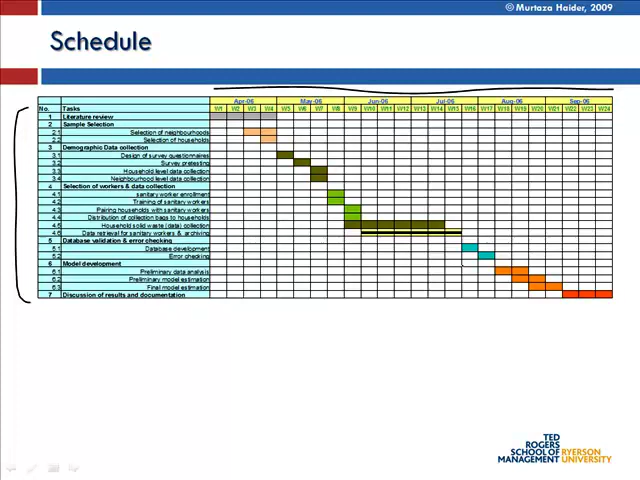 © Murtaza Haider, 2009
Schedule
Apr-06 May-06 Jun-06 Jul-06 Aug-06 Sep-06
No. Tasks W1 W2 W3 W4 W5 W6 W7 W8 W9 W10 W11 W12 W13 W14 W15 W16 W17 W18 W19 W20 W21 W22 W23 W24
1 Literature review
2 Sample Selection
2.1 Selection of neighbourhoods
2.2 Selection of households
3 Demographic Data collection
3.1 Design of survey questionnaires
3.2 Survey pretesting
3.3 Household level data collection
3.4 Neighbourhood level data collection
4 Selection of workers & data collection
4.1 sanitary worker enrollment
4.2 Training of sanitary workers
4.3 Pairing households with sanitary workers
4.4 Distribution of collection bags to households
4.5 Household solid waste (data) collection
4.6 Data retrieval for sanitary workers & archiving
5 Database validation & error checking
5.1 Database development
5.2 Error checking
6 Model development
6.1 Preliminary data analysis
6.2 Preliminary model estimation
6.3 Final model estimation
7 Discussion of results and documentation
TED
ROGERS
SCHOOL OF RYERSON
MANAGEMENT UNIVERSITY